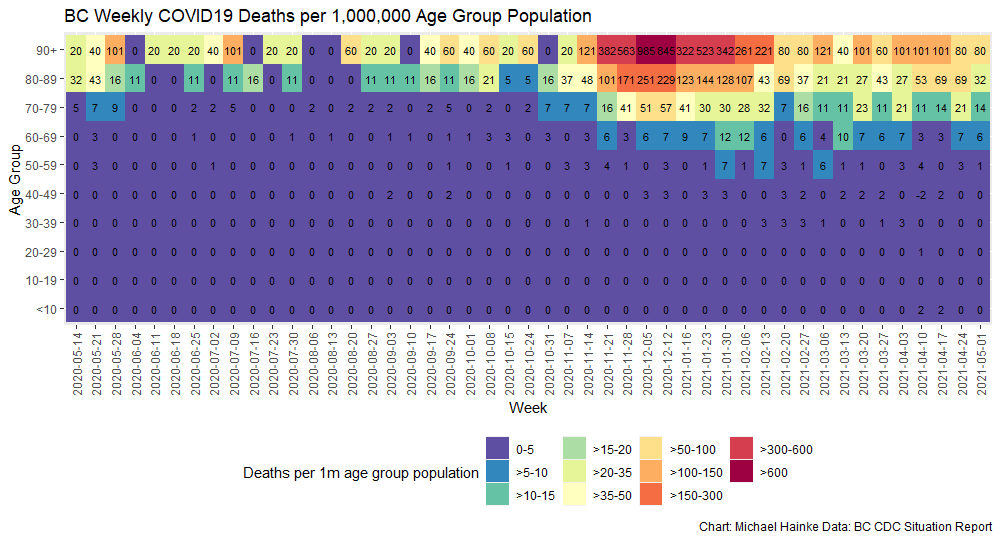 BC Weekly COVID19 Deaths per 1,000,000 Age Group Population
Age Group
90+ 20 40 101 0 20 20 20 40 101 0 20 20 0 0 60 20 20 0 40 60 40 60 20 60 0 20 121 382 563 985 845 322 523 342 261 221 80 80 121 40 101 60 101 101 101 80 80
80-89 32 43 16 11 0 0 11 0 11 16 0 11 0 0 0 11 11 11 16 11 16 21 5 5 16 37 48 101 171 251 229 123 144 128 107 43 69 37 21 21 27 43 27 53 69 69 32
70-79 5 7 9 0 0 0 2 0 5 0 0 0 2 0 2 2 0 2 0 5 0 2 0 2 7 7 7 16 41 51 57 41 30 30 28 32 7 16 11 11 23 11 21 11 14 21 14
60-69 0 3 0 0 0 0 1 0 0 0 0 0 0 1 0 0 0 1 0 1 1 3 3 0 3 0 3 6 3 6 7 9 7 12 12 6 0 6 4 10 7 6 7 3 3 7 6
50-59 0 3 0 0 0 0 1 0 0 0 0 0 0 0 0 0 0 0 0 1 0 0 1 0 0 3 3 4 1 0 3 0 1 7 1 7 3 1 6 1 1 0 3 4 0 3 1
40-49 0 0 0 0 0 0 0 0 0 0 0 0 0 0 0 0 2 0 0 0 0 0 0 0 0 0 0 0 0 3 3 0 3 3 0 0 3 2 0 2 2 2 0 -2 2 0 0
30-39 0 0 0 0 0 0 0 0 0 0 0 0 0 0 0 0 0 0 0 0 0 0 0 0 0 0 1 0 0 0 0 0 0 0 0 0 3 3 1 0 0 1 3 0 0 0 0
20-29 0 0 0 0 0 0 0 0 0 0 0 0 0 0 0 0 0 0 0 0 0 0 0 0 0 0 0 0 0 0 0 0 0 0 0 0 0 0 0 0 0 0 0 1 0 0 0
10-19 0 0 0 0 0 0 0 0 0 0 0 0 0 0 0 0 0 0 0 0 0 0 0 0 0 0 0 0 0 0 0 0 0 0 0 0 0 0 0 0 0 0 0 0 0 0 0
<10 0 0 0 0 0 0 0 0 0 0 0 0 0 0 0 0 0 0 0 0 0 0 0 0 0 0 0 0 0 0 0 0 0 0 0 0 0 0 0 0 0 0 0 2 2 0 0
2020-05-14 2020-05-21 2020-05-28 2020-06-04 2020-06-11 2020-06-18 2020-06-25 2020-07-02 2020-07-09 2020-07-16 2020-07-23 2020-07-30 2020-08-06 2020-08-13 2020-08-20 2020-08-27 2020-09-03 2020-09-10 2020-09-17 2020-09-24 2020-10-01 2020-10-08 2020-10-15 2020-10-24 2020-10-31 2020-11-07 2020-11-14 2020-11-21 2020-11-28 2020-12-05 2020-12-12 2021-01-16 2021-01-23 2021-01-30 2021-02-06 2021-02-13 2021-02-20 2021-02-27 2021-03-06 2021-03-13 2021-03-20 2021-03-27 2021-04-03 2021-04-10 2021-04-17 2021-04-24 2021-05-01
Week
Deaths per 1m age group population
0-5 >15-20 >50-100 >300-600
>5-10 >20-35 >100-150 >600
>10-15 >35-50 >150-300
Chart: Michael Hainke Data: BC CDC Situation Report